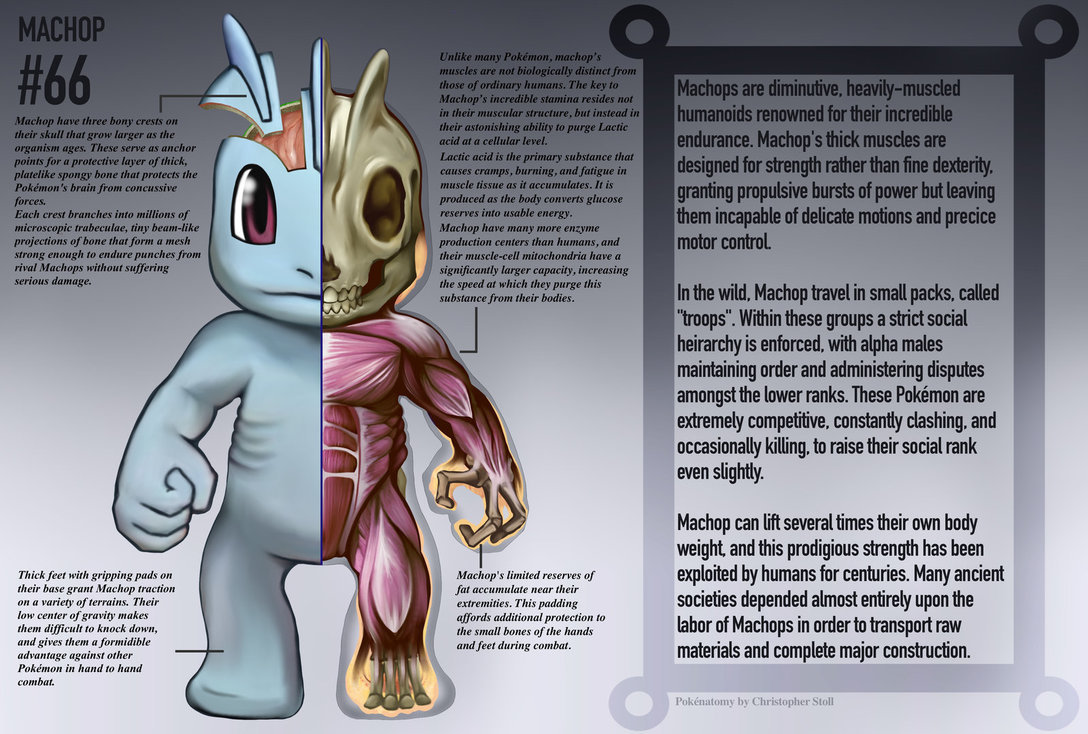 MACHOP
#66
Machop have three bony crests on
their skull that grow larger as the
organism ages. These serve as anchor
points for a protective layer of thick,
platelike spongy bone that protects the
Pokémon's brain from concussive
forces.
Each crest branches into millions of
microscopic trabeculae, tiny beam-like
projections of bone that form a mesh
strong enough to endure punches from
rival Machops without suffering
serious damage.
Unlike many Pokémon, machop's
muscles are not biologically distinct from
those of ordinary humans. The key to
Machop's incredible stamina resides not
in their muscular structure, but instead in
their astonishing ability to purge Lactic
acid at a cellular level.
Lactic acid is the primary substance that
causes cramps, burning, and fatigue in
muscle tissue as it accumulates. It is
produced as the body converts glucose
reserves into usable energy.
Machop have many more enzyme
production centers than humans, and
their muscle-cell mitochondria have a
significantly larger capacity, increasing
the speed at which they purge this
substance from their bodies.
Thick feet with gripping pads on
their base grant Machop traction
on a variety of terrains. Their
low center of gravity makes
them difficult to knock down,
and gives them a formidible
advantage against other
Pokémon in hand to hand
combat.
Machop's limited reserves of
fat accumulate near their
extremities. This padding
affords additional protection to
the small bones of the hands
and feet during combat.
Machops are diminutive, heavily-muscled
humanoids renowned for their incredible
endurance. Machop's thick muscles are
designed for strength rather than fine dexterity,
granting propulsive bursts of power but leaving
them incapable of delicate motions and precice
motor control.
In the wild, Machop travel in small packs, called
"troops". Within these groups a strict social
heirarchy is enforced, with alpha males
maintaining order and administering disputes
amongst the lower ranks. These Pokémon are
extremely competitive, constantly clashing, and
occasionally killing, to raise their social rank
even slightly.
Machop can lift several times their own body
weight, and this prodigious strength has been
exploited by humans for centuries. Many ancient
societies depended almost entirely upon the
labor of Machops in order to transport raw
materials and complete major construction.
Pokénatomy by Christopher Stoll